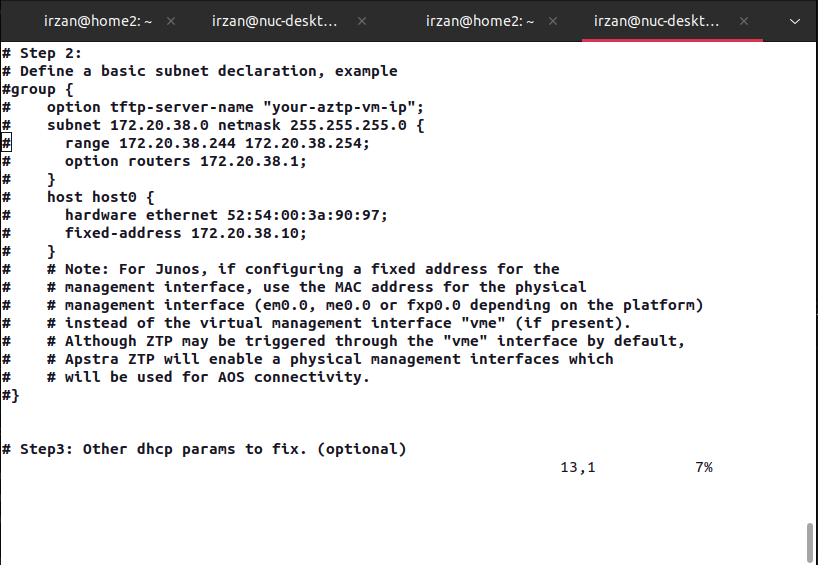 irzan@home2: ~ × irzan@nuc-deskt... × irzan@home2: ~ × irzan@nuc-deskt... ×
# Step 2:
# Define a basic subnet declaration, example
#group {
#    option tftp-server-name "your-aztp-vm-ip";
#    subnet 172.20.38.0 netmask 255.255.255.0 {
#      range 172.20.38.244 172.20.38.254;
#      option routers 172.20.38.1;
#    }
#    host host0 {
#      hardware ethernet 52:54:00:3a:90:97;
#      fixed-address 172.20.38.10;
#    }
#    # Note: For Junos, if configuring a fixed address for the
#    # management interface, use the MAC address for the physical
#    # management interface (em0.0, me0.0 or fxp0.0 depending on the platform)
#    # instead of the virtual management interface "vme" (if present).
#    # Although ZTP may be triggered through the "vme" interface by default,
#    # Apstra ZTP will enable a physical management interfaces which
#    # will be used for AOS connectivity.
#}
# Step3: Other dhcp params to fix. (optional)
13,1 7%